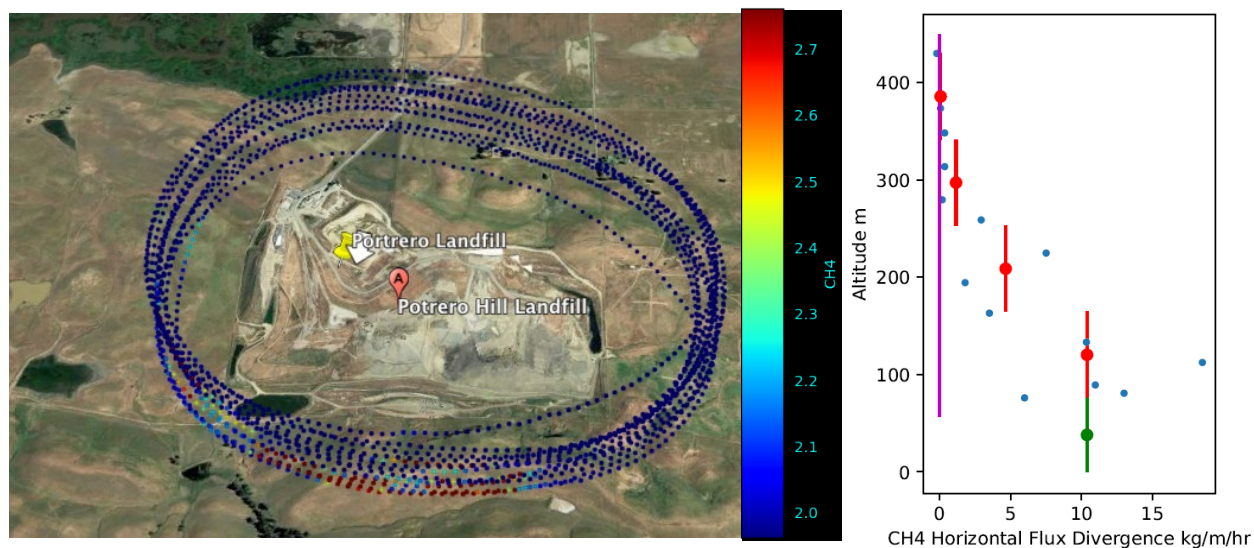 Portrero Landfill
A
Potrero Hill Landfill
2.7
2.6
2.5
2.4
2.3
2.2
2.1
2.0
CH4
400
300
200
100
0
Altitude m
0
5
10
15
CH4 Horizontal Flux Divergence kg/m/hr